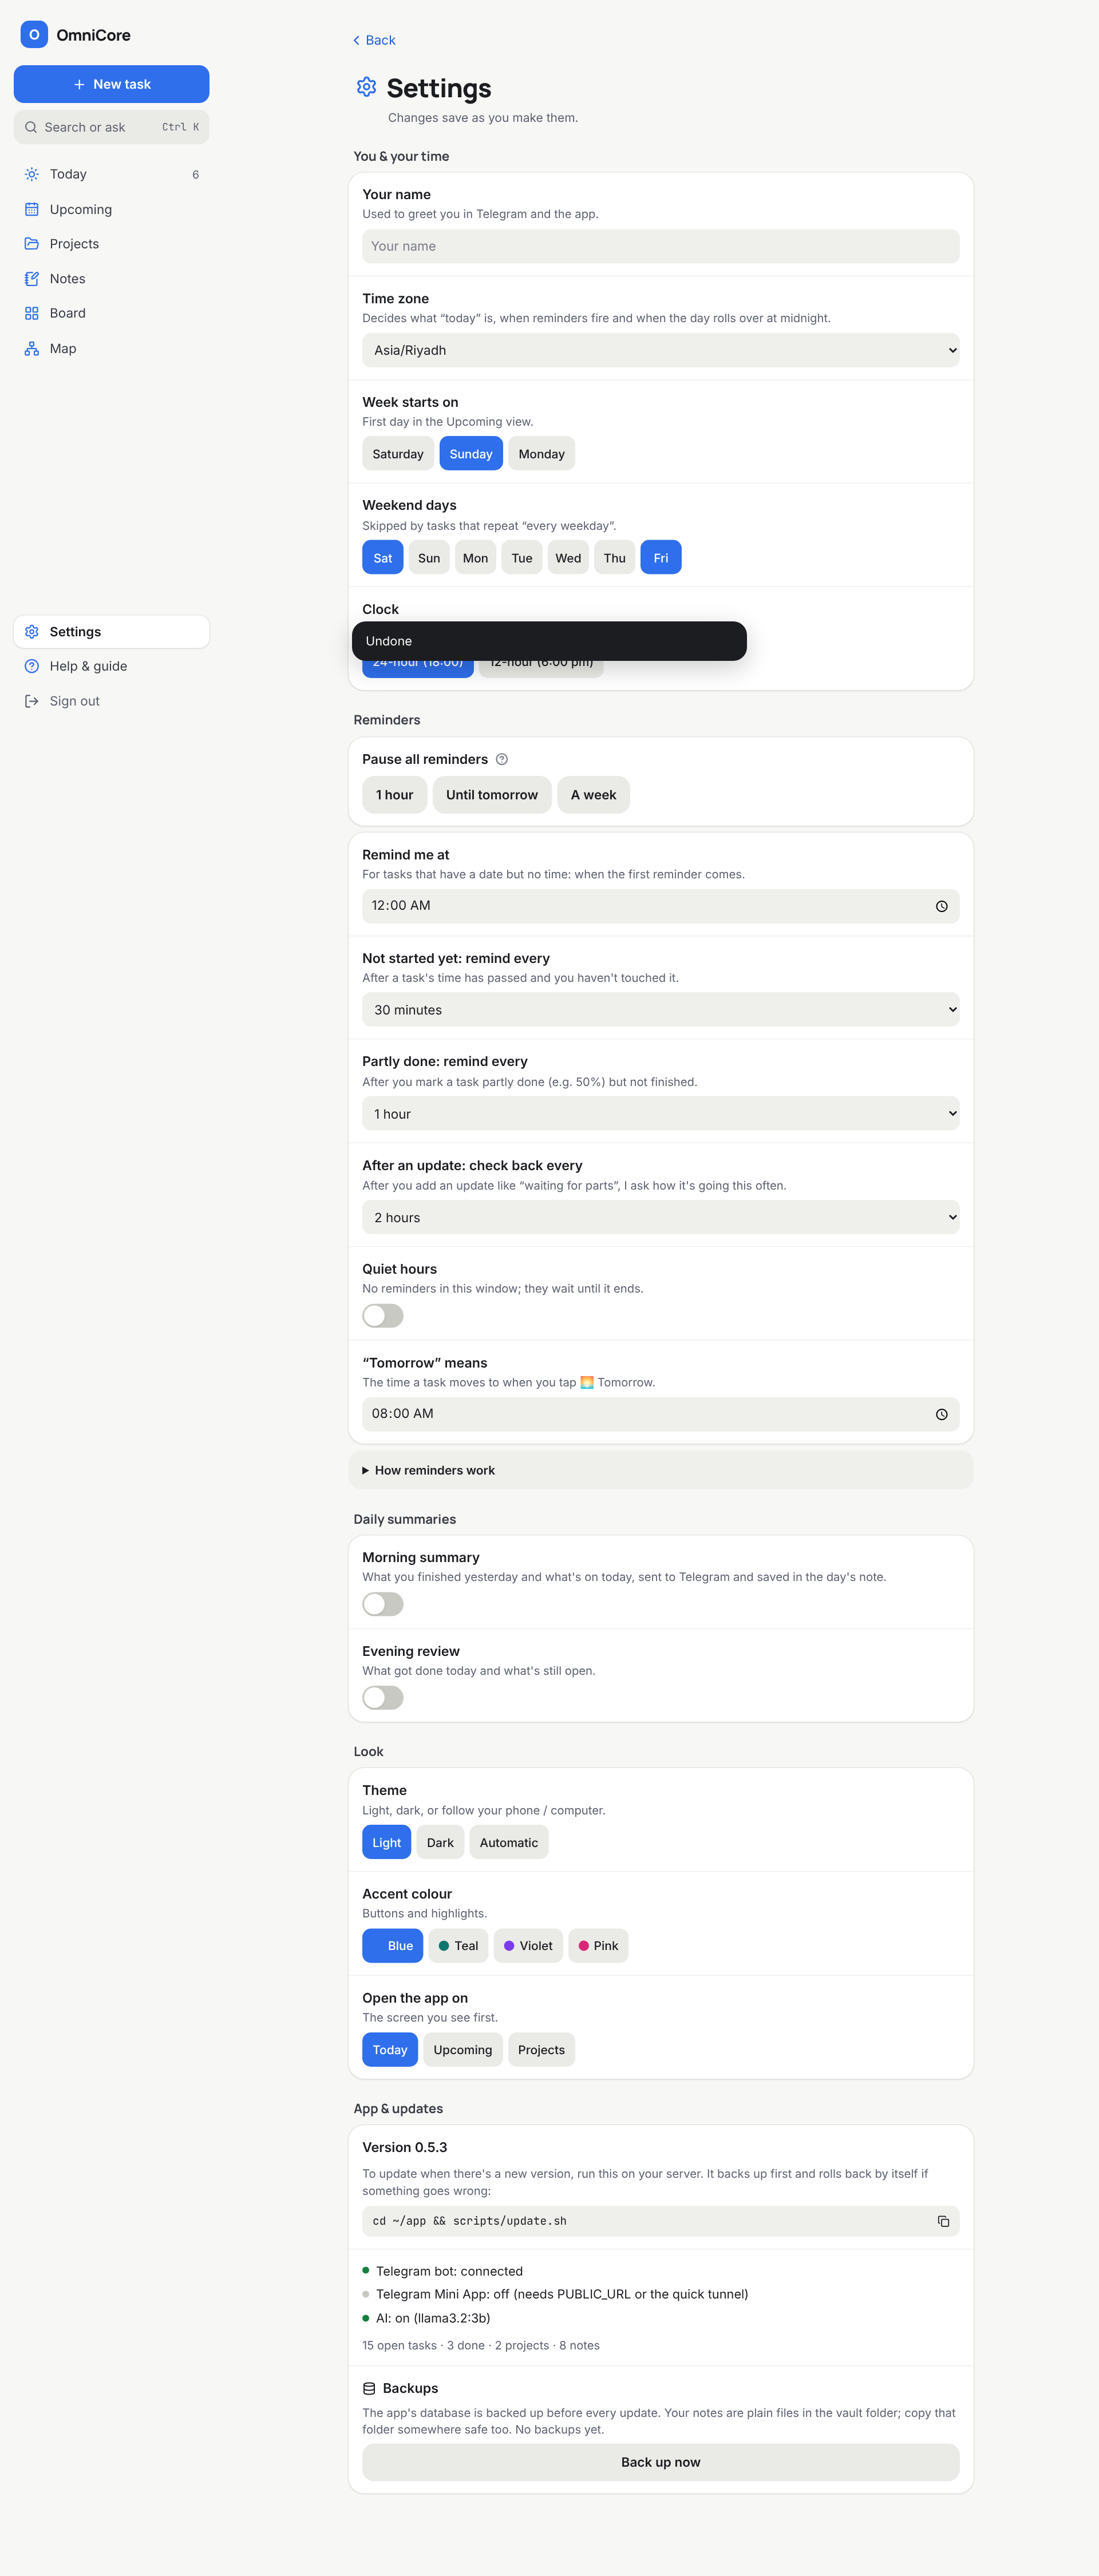 O OmniCore
+ New task
Search or ask Ctrl K
Today 6
Upcoming
Projects
Notes
Board
Map
Settings
Help & guide
Sign out
Back
Settings
Changes save as you make them.
You & your time
Your name
Used to greet you in Telegram and the app.
Your name
Time zone
Decides what “today” is, when reminders fire and when the day rolls over at midnight.
Asia/Riyadh
Week starts on
First day in the Upcoming view.
Saturday Sunday Monday
Weekend days
Skipped by tasks that repeat “every weekday”.
Sat Sun Mon Tue Wed Thu Fri
Clock
Undone
24-hour (18:00) 12-hour (6:00 pm)
Reminders
Pause all reminders ?
1 hour Until tomorrow A week
Remind me at
For tasks that have a date but no time: when the first reminder comes.
12:00 AM
Not started yet: remind every
After a task's time has passed and you haven't touched it.
30 minutes
Partly done: remind every
After you mark a task partly done (e.g. 50%) but not finished.
1 hour
After an update: check back every
After you add an update like “waiting for parts”, I ask how it's going this often.
2 hours
Quiet hours
No reminders in this window; they wait until it ends.
“Tomorrow” means
The time a task moves to when you tap 🌅 Tomorrow.
08:00 AM
How reminders work
Daily summaries
Morning summary
What you finished yesterday and what's on today, sent to Telegram and saved in the day's note.
Evening review
What got done today and what's still open.
Look
Theme
Light, dark, or follow your phone / computer.
Light Dark Automatic
Accent colour
Buttons and highlights.
Blue Teal Violet Pink
Open the app on
The screen you see first.
Today Upcoming Projects
App & updates
Version 0.5.3
To update when there's a new version, run this on your server. It backs up first and rolls back by itself if
something goes wrong:
cd ~/app && scripts/update.sh
Telegram bot: connected
Telegram Mini App: off (needs PUBLIC_URL or the quick tunnel)
AI: on (llama3.2:3b)
15 open tasks · 3 done · 2 projects · 8 notes
Backups
The app's database is backed up before every update. Your notes are plain files in the vault folder; copy that
folder somewhere safe too. No backups yet.
Back up now